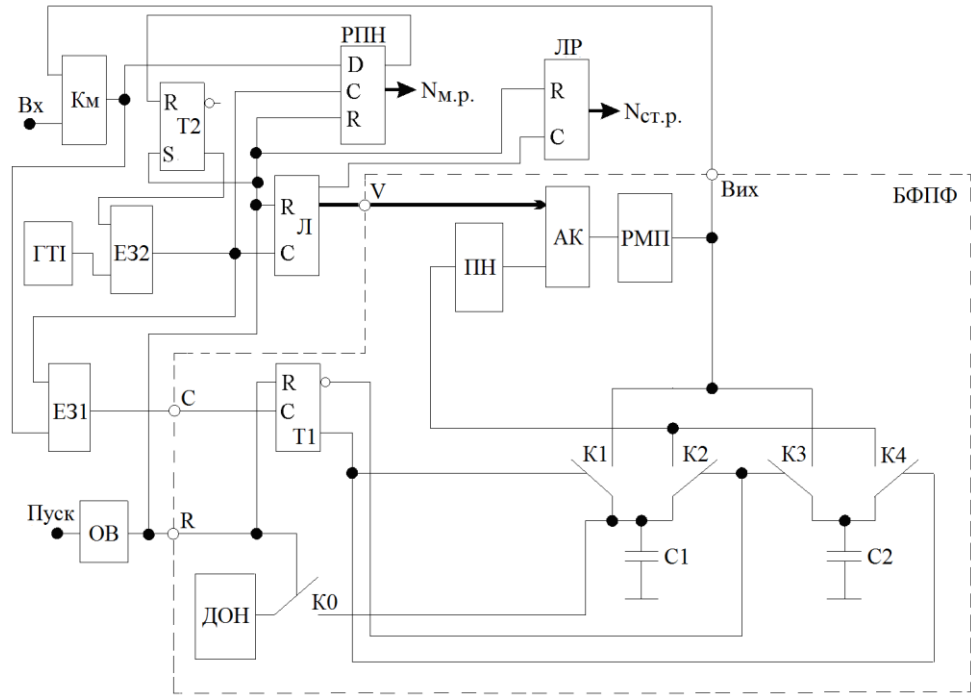 РПН
ЛР
D
C
R
Nм.р.
R
C
Nст.р.
Км
Вх
R
T2
S
Вих
БФПФ
V
R
Л
C
АК
РМП
ПН
ГТІ
ЕЗ2
ЕЗ1
C
R
C
Т1
К1
К2
К3
К4
Пуск
ОВ
R
С1
С2
ДОН
К0